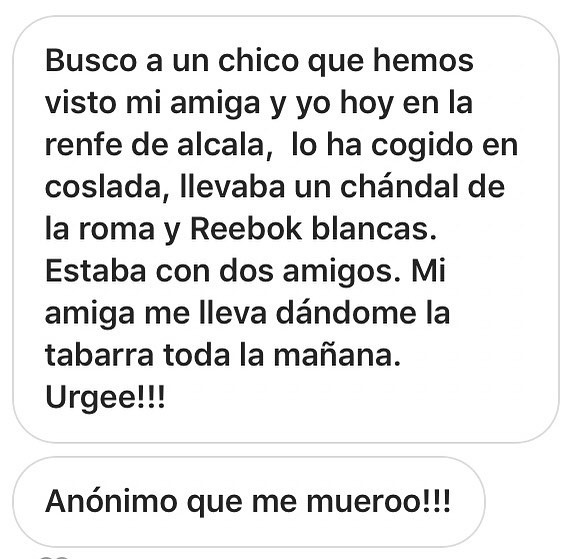 Busco a un chico que hemos
visto mi amiga y yo hoy en la
renfe de alcala,  lo ha cogido en
coslada, llevaba un chándal de
la roma y Reebok blancas.
Estaba con dos amigos. Mi
amiga me lleva dándome la
tabarra toda la mañana.
Urgee!!!
Anónimo que me mueroo!!!